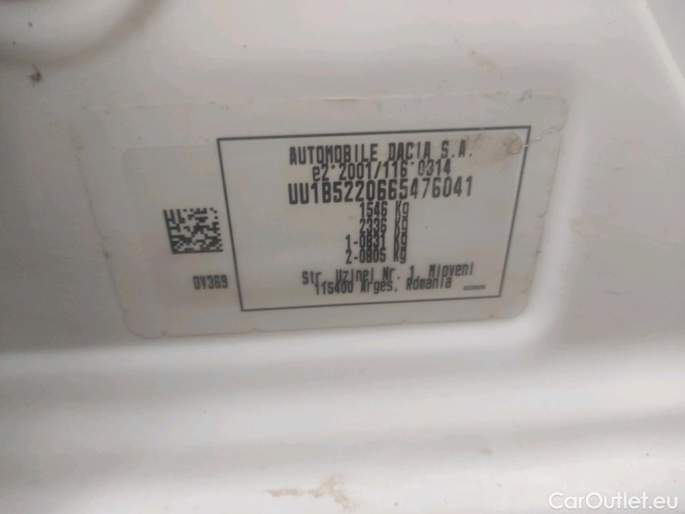 AUTOMOBILE DACIA S.A.
e2*2001/116*0314
UU1B5220665476041
1546 Kg
2336 Kg
1-0831 Kg
2-0805 Kg
Str. Uzinei Nr. 1, Mioveni
115400 Arges, Romania
OV369
CarOutlet.eu